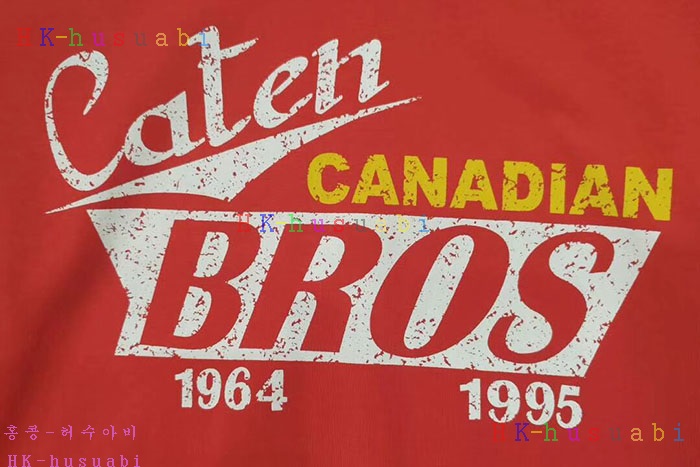 HK-husuabi
Caten
CANADiAN
HK-husuabi
BROS
1964 1995
HK-husuabi
홍콩-허수아비
HK-husuabi